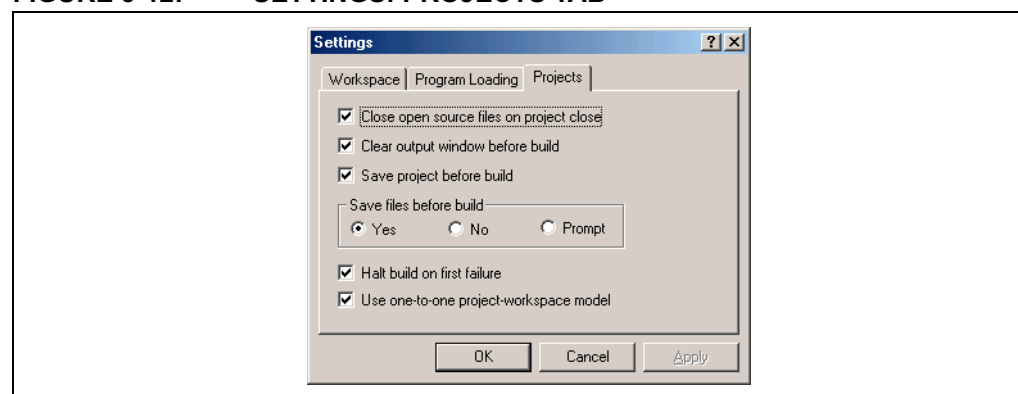 FIGURE SETTINGS: PROJECTS TAB
Settings
Workspace Program Loading Projects
Close open source files on project close
Clear output window before build
Save project before build
Save files before build
Yes No Prompt
Halt build on first failure
Use one-to-one project-workspace model
OK Cancel Apply